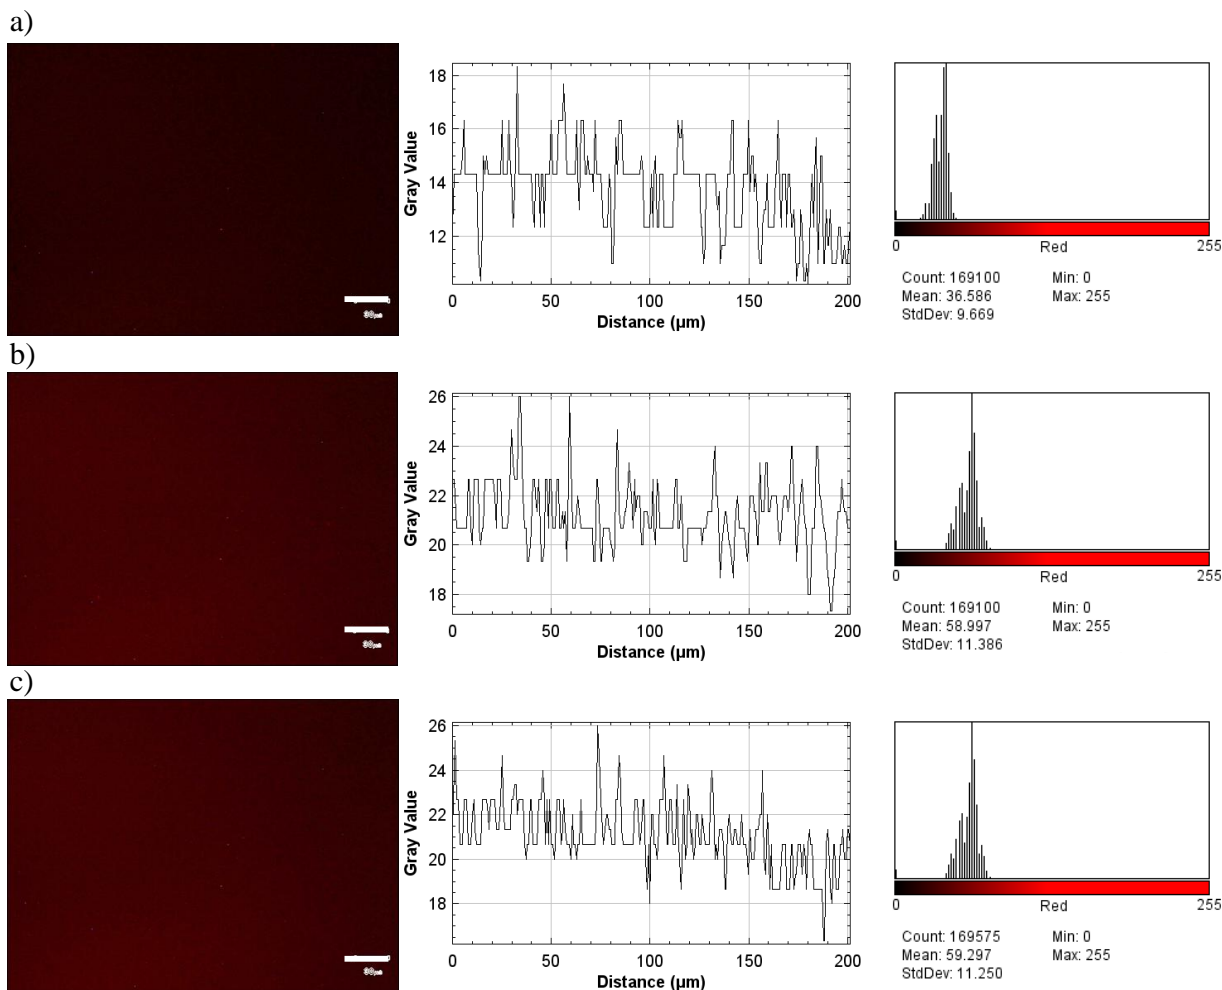 a)
18
16
14
12
Gray Value
0 50 100 150 200
Distance (µm)
0 255
Red
Count: 169100 Min: 0
Mean: 36.586 Max: 255
StdDev: 9.669
b)
26
24
22
20
18
Gray Value
0 50 100 150 200
Distance (µm)
0 255
Red
Count: 169100 Min: 0
Mean: 58.997 Max: 255
StdDev: 11.386
c)
26
24
22
20
18
Gray Value
0 50 100 150 200
Distance (µm)
0 255
Red
Count: 169575 Min: 0
Mean: 59.297 Max: 255
StdDev: 11.250